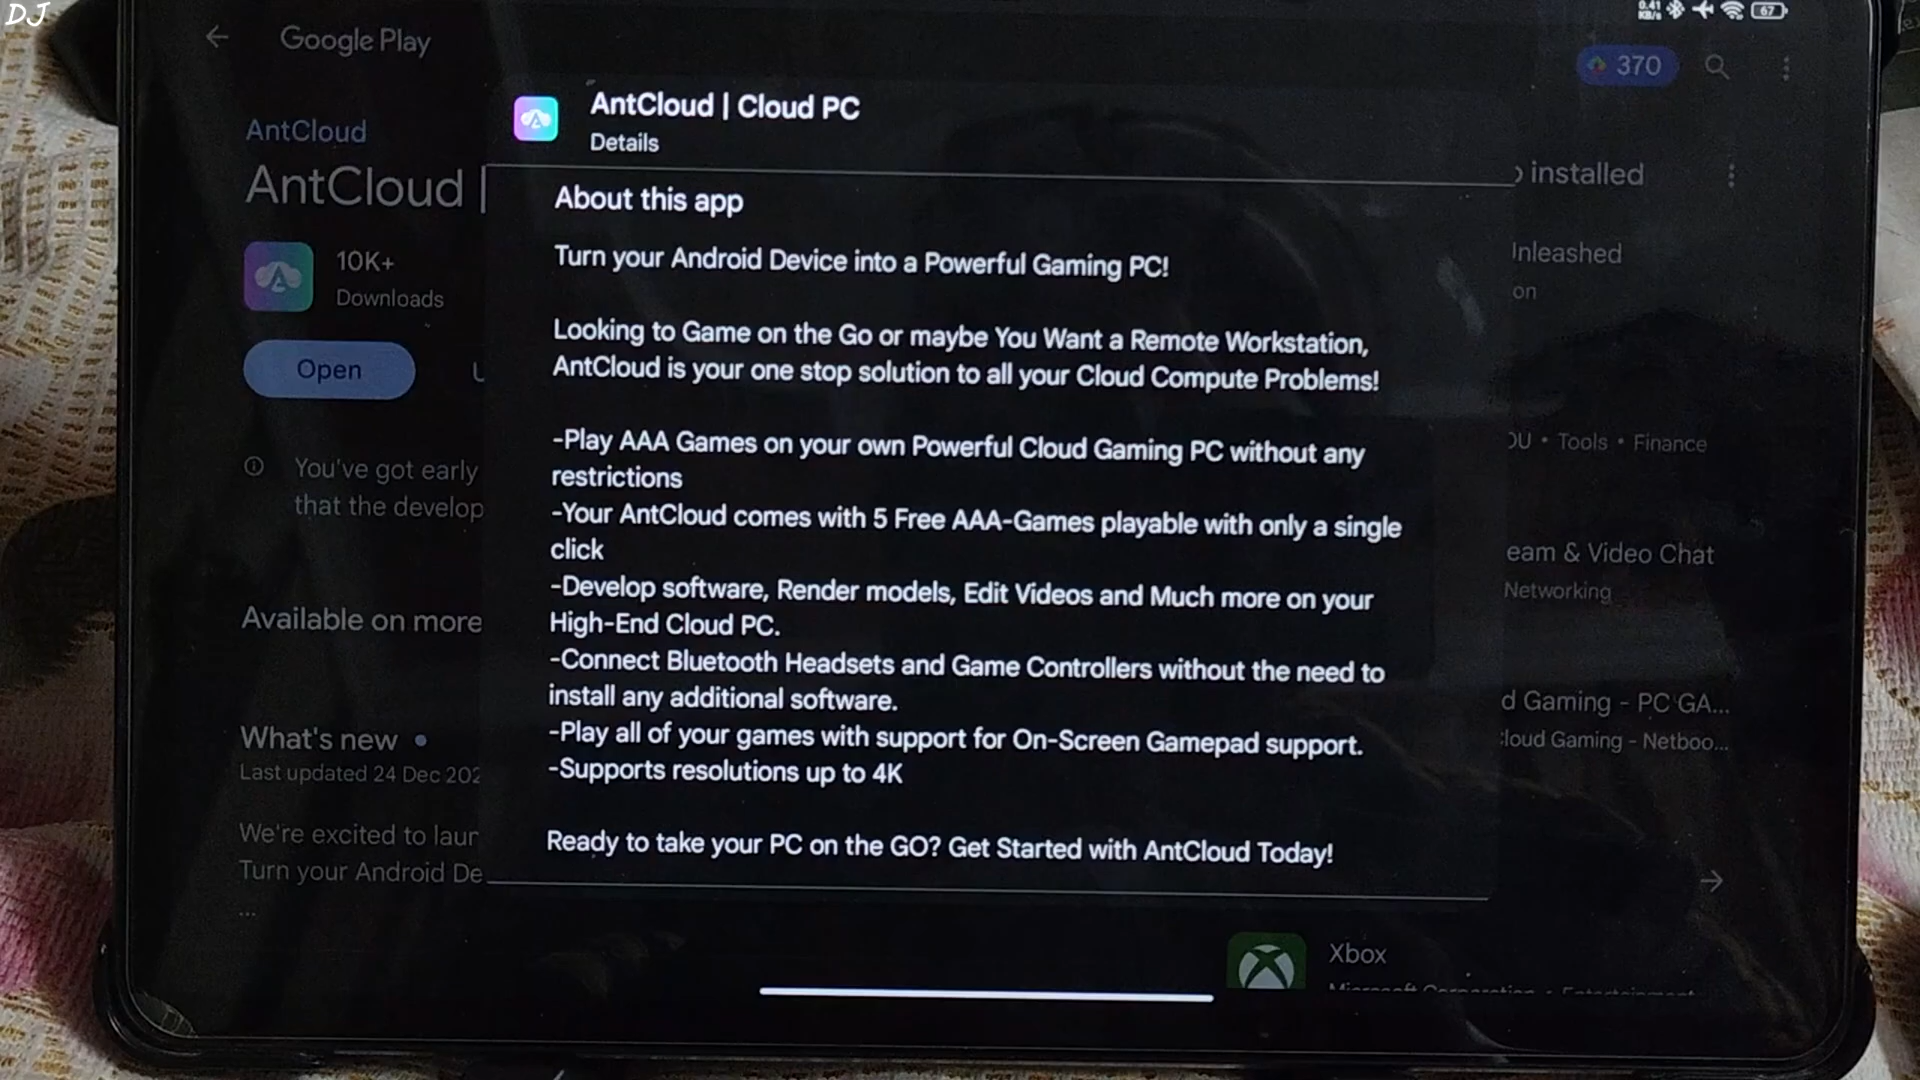 DJ
0.41
KB/s
67
Google Play
370
AntCloud
AntCloud |
10K+
Downloads
Open
You've got early
that the develop
Available on more
What's new
Last updated 24 Dec 202
We're excited to laun
Turn your Android De
...
AntCloud | Cloud PC
Details
About this app
Turn your Android Device into a Powerful Gaming PC!
Looking to Game on the Go or maybe You Want a Remote Workstation,
AntCloud is your one stop solution to all your Cloud Compute Problems!
-Play AAA Games on your own Powerful Cloud Gaming PC without any
restrictions
-Your AntCloud comes with 5 Free AAA-Games playable with only a single
click
-Develop software, Render models, Edit Videos and Much more on your
High-End Cloud PC.
-Connect Bluetooth Headsets and Game Controllers without the need to
install any additional software.
-Play all of your games with support for On-Screen Gamepad support.
-Supports resolutions up to 4K
Ready to take your PC on the GO? Get Started with AntCloud Today!
installed
Inleashed
on
OU • Tools • Finance
eam & Video Chat
Networking
d Gaming - PC GA...
Cloud Gaming - Netboo...
Xbox